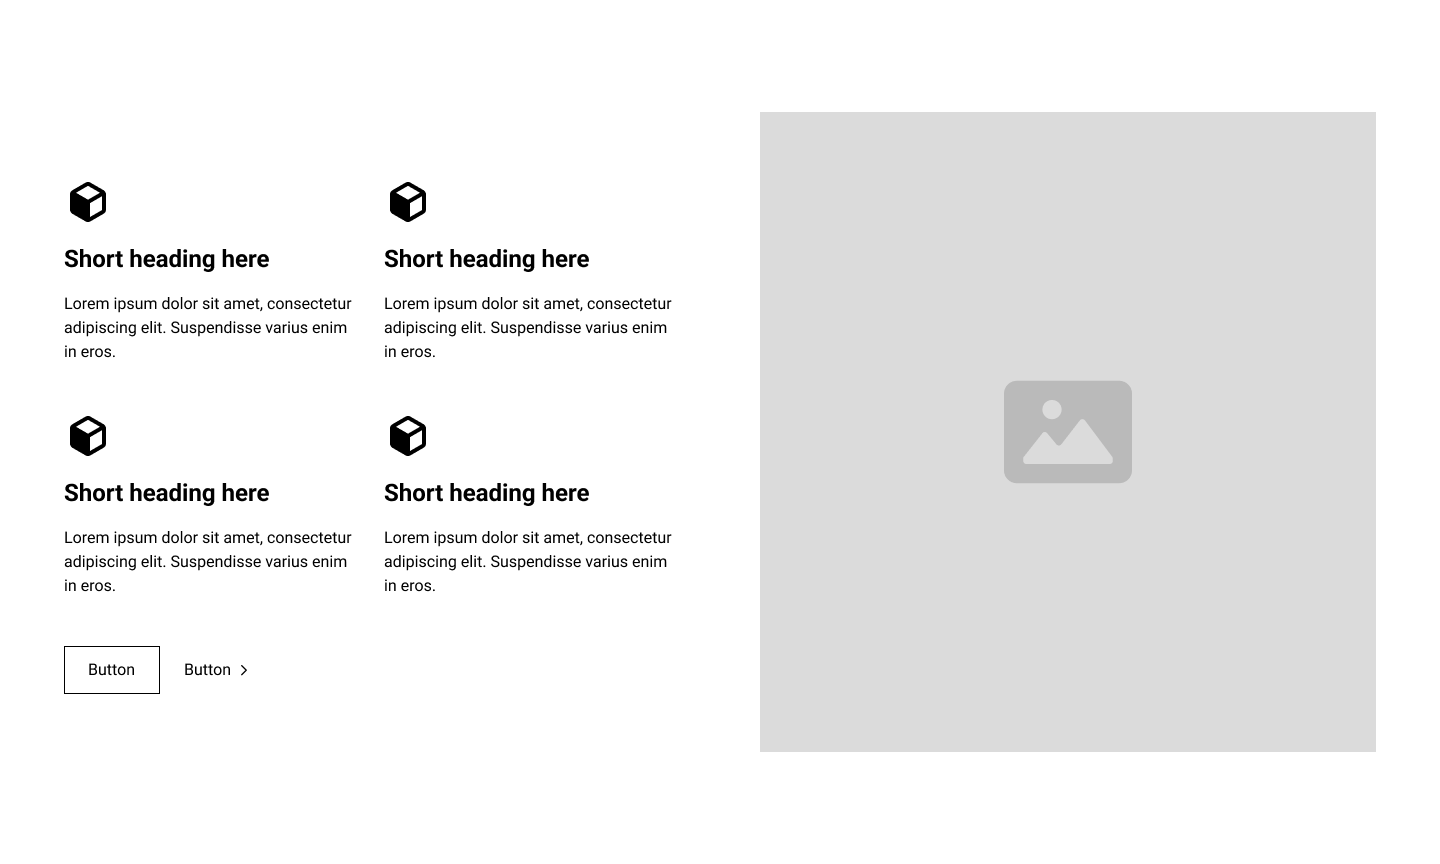 Short heading here
Lorem ipsum dolor sit amet, consectetur
adipiscing elit. Suspendisse varius enim
in eros.
Short heading here
Lorem ipsum dolor sit amet, consectetur
adipiscing elit. Suspendisse varius enim
in eros.
Short heading here
Lorem ipsum dolor sit amet, consectetur
adipiscing elit. Suspendisse varius enim
in eros.
Short heading here
Lorem ipsum dolor sit amet, consectetur
adipiscing elit. Suspendisse varius enim
in eros.
Button
Button